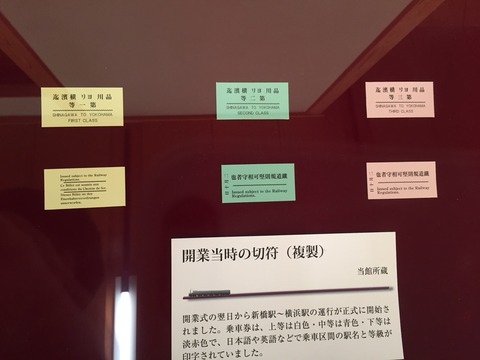 迄濱横 リヨ 川品
等一第
SHINAGAWA TO YOKOHAMA
FIRST CLASS
迄濱横 リヨ 川品
等二第
SHINAGAWA TO YOKOHAMA
SECOND CLASS
迄濱横 リヨ 川品
等三第
SHINAGAWA TO YOKOHAMA
THIRD CLASS
Issued subject to the Railway
Regulations.
也者守相可堅則規道鐵
Issued subject to the Railway
Regulations.
也者守相可堅則規道鐵
Issued subject to the Railway
Regulations.
開業当時の切符（複製）
当館所蔵
開業式の翌日から新橋駅～横浜駅の運行が正式に開始さ
れました。乗車券は、上等は白色・中等は青色・下等は
淡赤色で、日本語や英語などで乗車区間の駅名と等級が
印字されていました。